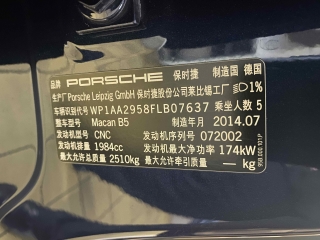 品牌 PORSCHE 保时捷 制造国 德国
生产厂 Porsche Leipzig GmbH 保时捷股份公司莱比锡工厂 1%
车辆识别代号 WP1AA2958FLB07637 乘坐人数 5
整车型号 Macan B5 制造年月 2014.07
发动机型号 CNC 发动机序列号 072002
发动机排量 1984cc 发动机最大净功率 174kW
最大允许总质量 2510kg 最大允许牵引质量 — kg